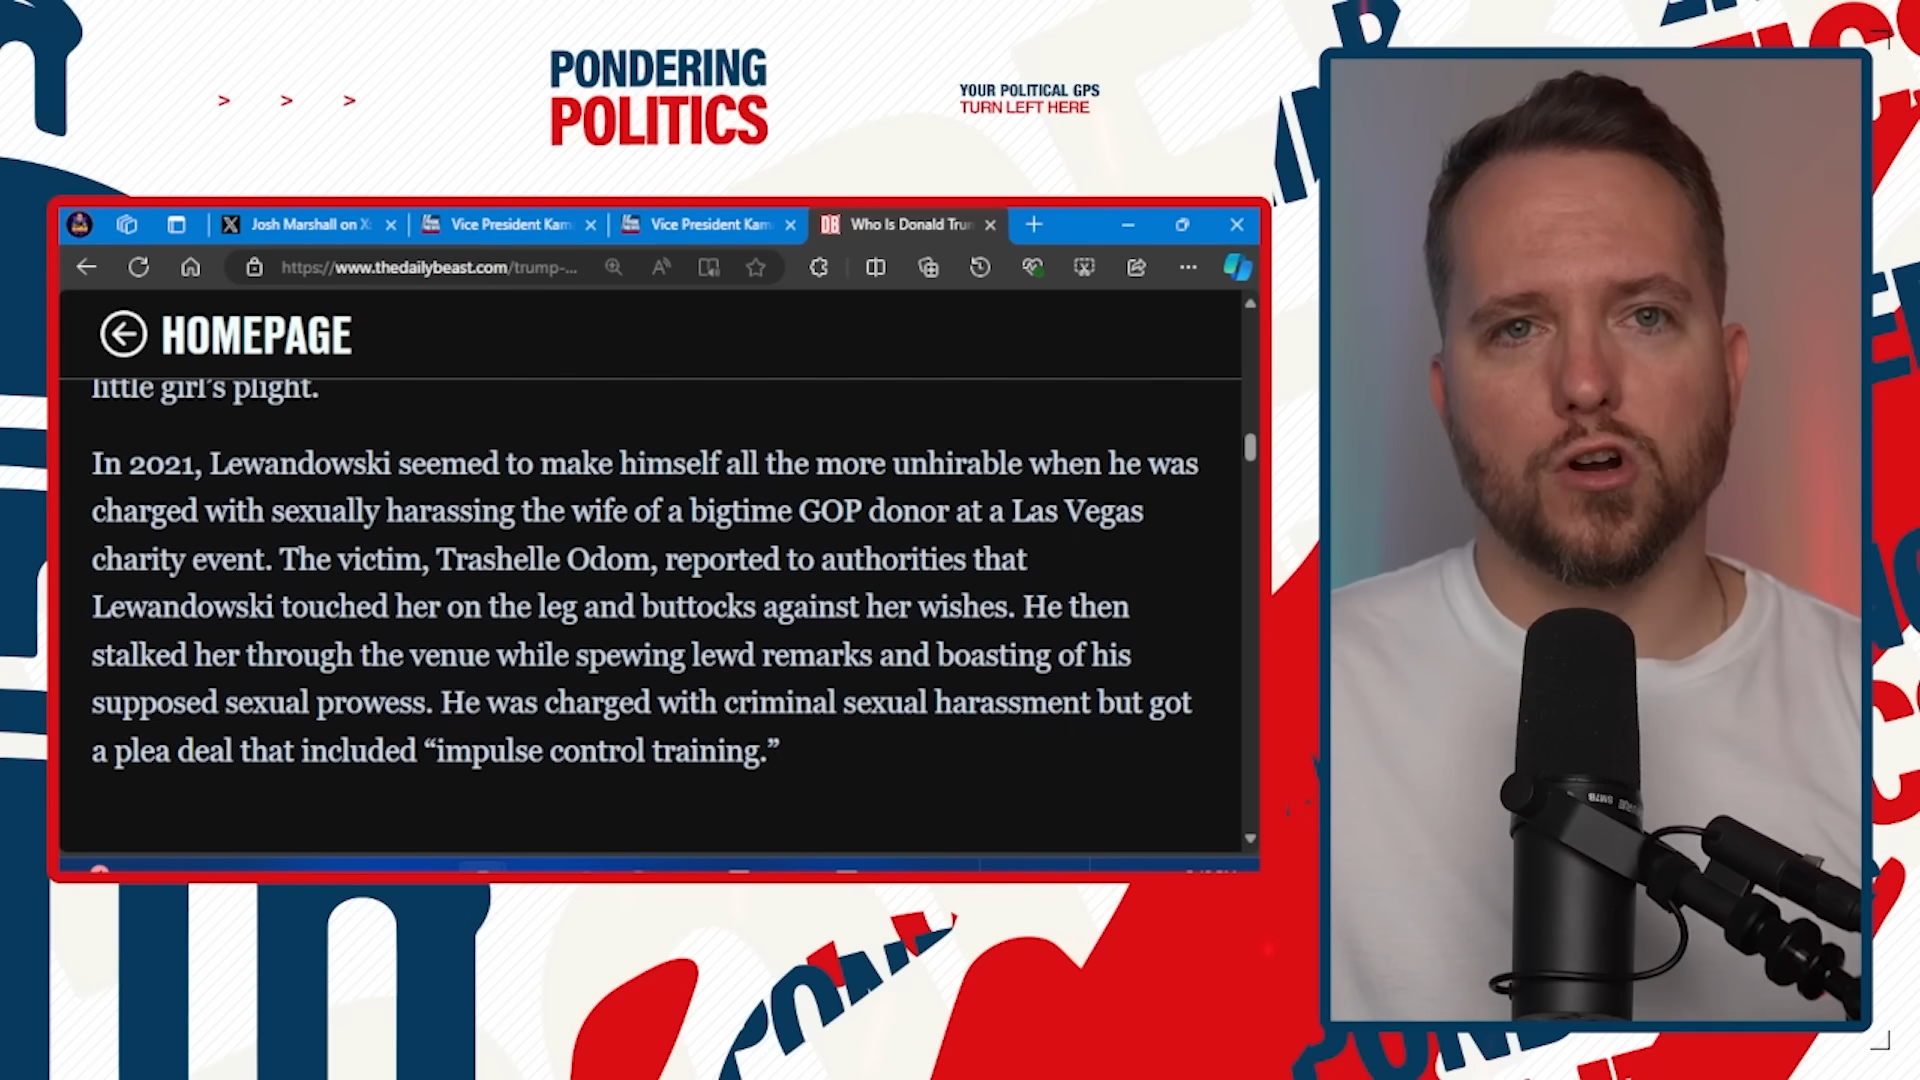 PONDERING
POLITICS
YOUR POLITICAL GPS
TURN LEFT HERE
> > >
Josh Marshall on X:
Vice President Kam
Vice President Kam
DB
Who Is Donald Tru
https://www.thedailybeast.com/trump-...
HOMEPAGE
little girl's plight.
In 2021, Lewandowski seemed to make himself all the more unhirable when he was
charged with sexually harassing the wife of a bigtime GOP donor at a Las Vegas
charity event. The victim, Trashelle Odom, reported to authorities that
Lewandowski touched her on the leg and buttocks against her wishes. He then
stalked her through the venue while spewing lewd remarks and boasting of his
supposed sexual prowess. He was charged with criminal sexual harassment but got
a plea deal that included “impulse control training.”
SM7B